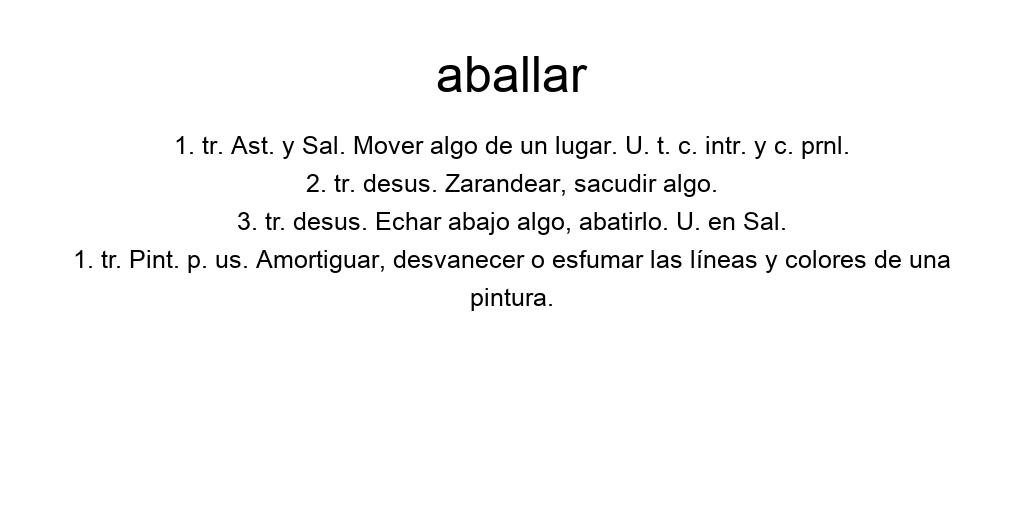 aballar
1. tr. Ast. y Sal. Mover algo de un lugar. U. t. c. intr. y c. prnl.
2. tr. desus. Zarandear, sacudir algo.
3. tr. desus. Echar abajo algo, abatirlo. U. en Sal.
1. tr. Pint. p. us. Amortiguar, desvanecer o esfumar las líneas y colores de una
pintura.